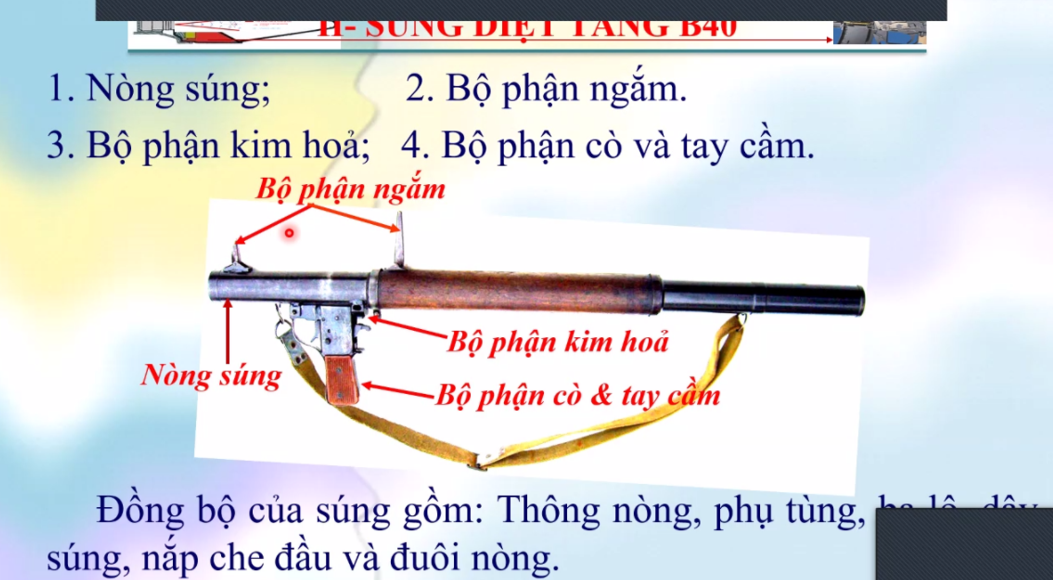 II- SÚNG DIỆT TĂNG B40
1. Nòng súng; 2. Bộ phận ngắm.
3. Bộ phận kim hoả; 4. Bộ phận cò và tay cầm.
Bộ phận ngắm
Bộ phận kim hoả
Nòng súng
Bộ phận cò & tay cầm
Đồng bộ của súng gồm: Thông nòng, phụ tùng,
súng, nắp che đầu và đuôi nòng.